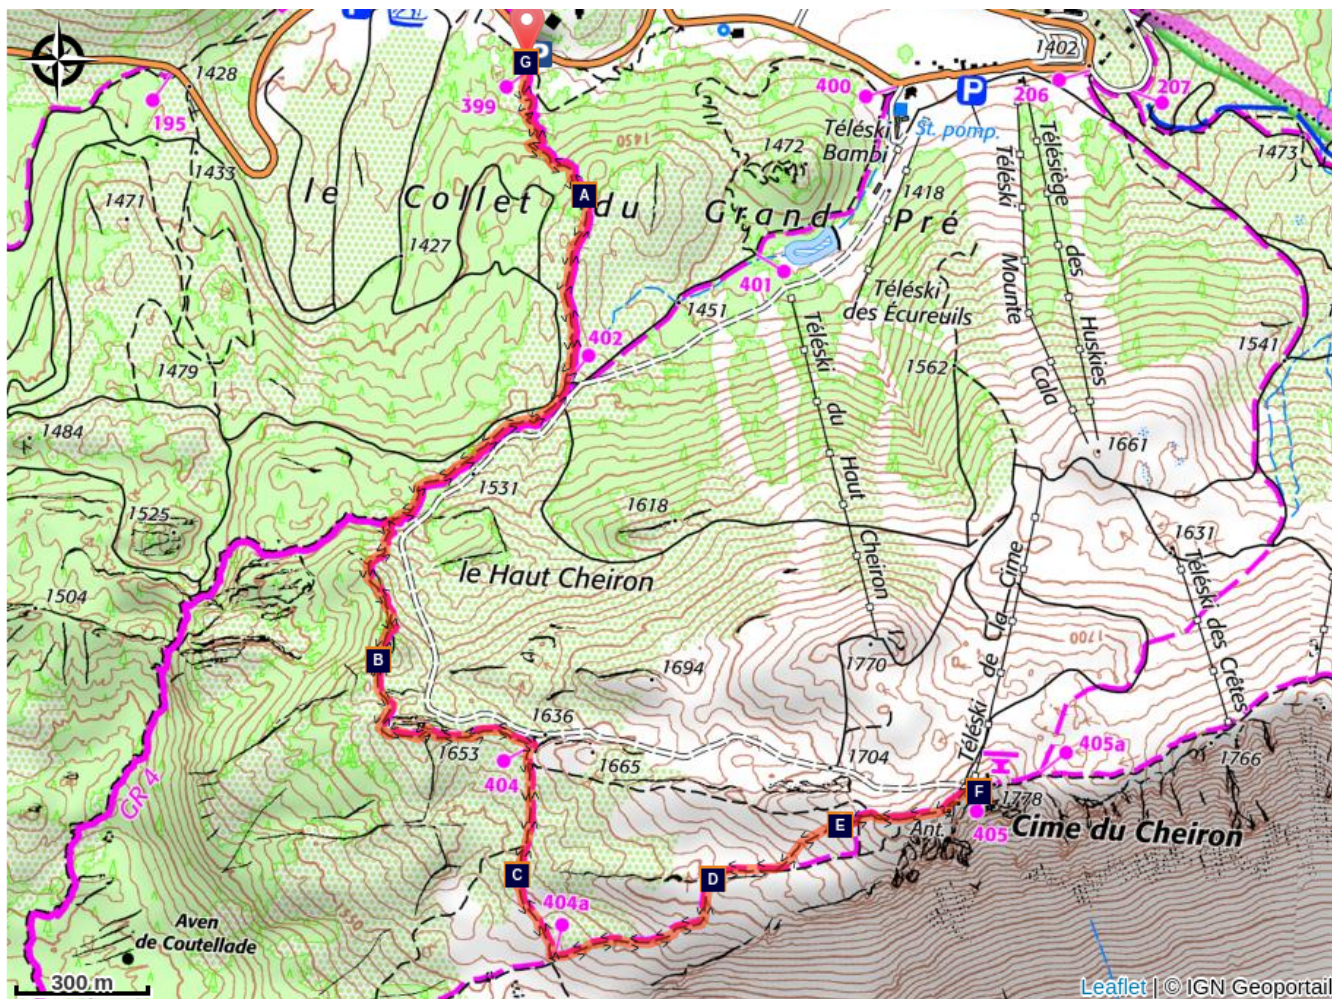 G
P
399
1428
195
1433
1471
1427
1450
le Collet du Grand Pré
A
400
1402
P
206
207
St. pomp.
Téléski
Bambi
1472
1418
1473
Téléski Mounte Cala
Télésiège des Huskies
401
Téléski
des Écureuils
1451
402
1479
1541
1562
Téléski du Haut Cheiron
1484
1661
1531
1618
1525
1631
le Haut Cheiron
Téléski de la Cime
Téléski des Crêtes
1504
1700
B
1694
1770
1636
1653
404
1665
1704
405a
1766
GR 4
F
1778
405
E
Ant.
Cime du Cheiron
C
D
404a
1550
Aven
de Coutellade
300 m
Leaflet | © IGN Geoportail